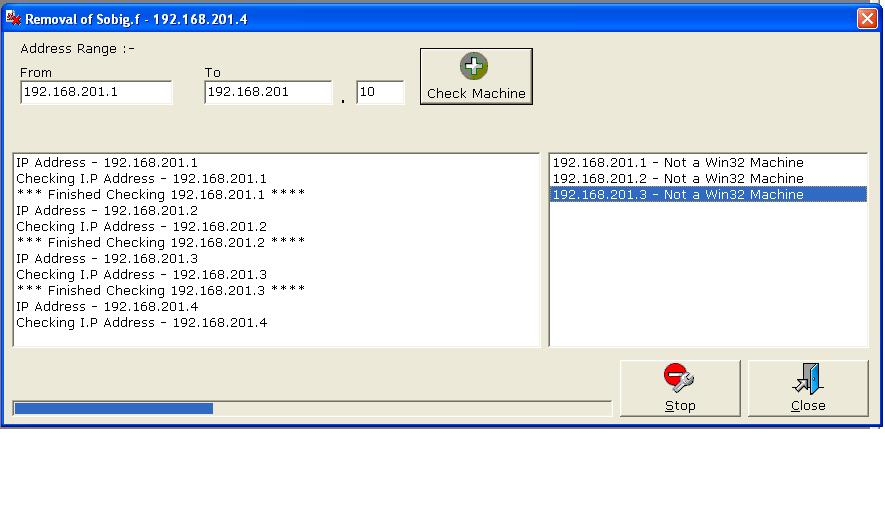 Removal of Sobig.f - 192.168.201.4
Address Range :-
From To
192.168.201.1 192.168.201 . 10 Check Machine
IP Address - 192.168.201.1
Checking I.P Address - 192.168.201.1
*** Finished Checking 192.168.201.1 ****
IP Address - 192.168.201.2
Checking I.P Address - 192.168.201.2
*** Finished Checking 192.168.201.2 ****
IP Address - 192.168.201.3
Checking I.P Address - 192.168.201.3
*** Finished Checking 192.168.201.3 ****
IP Address - 192.168.201.4
Checking I.P Address - 192.168.201.4
192.168.201.1 - Not a Win32 Machine
192.168.201.2 - Not a Win32 Machine
192.168.201.3 - Not a Win32 Machine
Stop Close